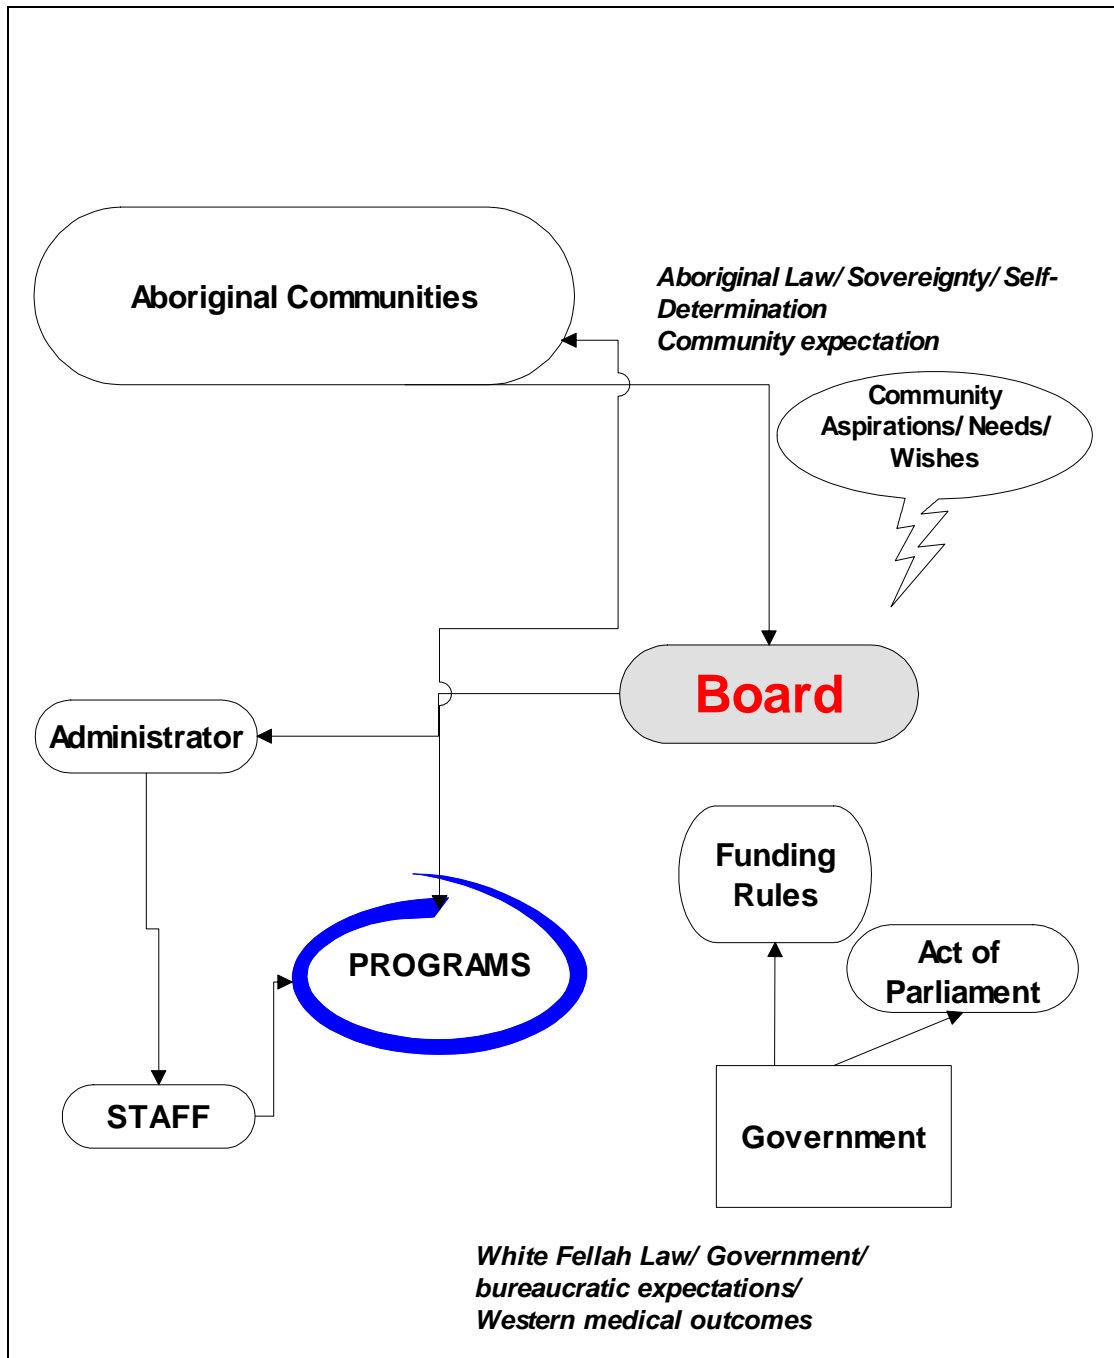 Aboriginal Communities
Aboriginal Law/ Sovereignty/ Self-
Determination
Community expectation
Community
Aspirations/ Needs/
Wishes
Board
Administrator
Funding
Rules
Act of
Parliament
PROGRAMS
STAFF
Government
White Fellah Law/ Government/
bureaucratic expectations/
Western medical outcomes